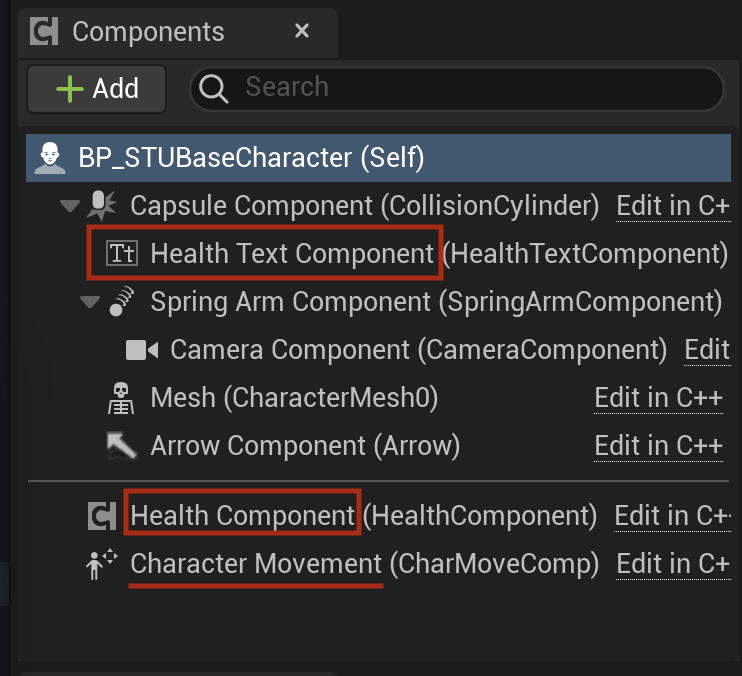 Components
Add
Search
BP_STUBaseCharacter (Self)
Capsule Component (CollisionCylinder) Edit in C+
Tt Health Text Component (HealthTextComponent)
Spring Arm Component (SpringArmComponent)
Camera Component (CameraComponent) Edit
Mesh (CharacterMesh0) Edit in C++
Arrow Component (Arrow) Edit in C++
Health Component (HealthComponent) Edit in C+
Character Movement (CharMoveComp) Edit in C+